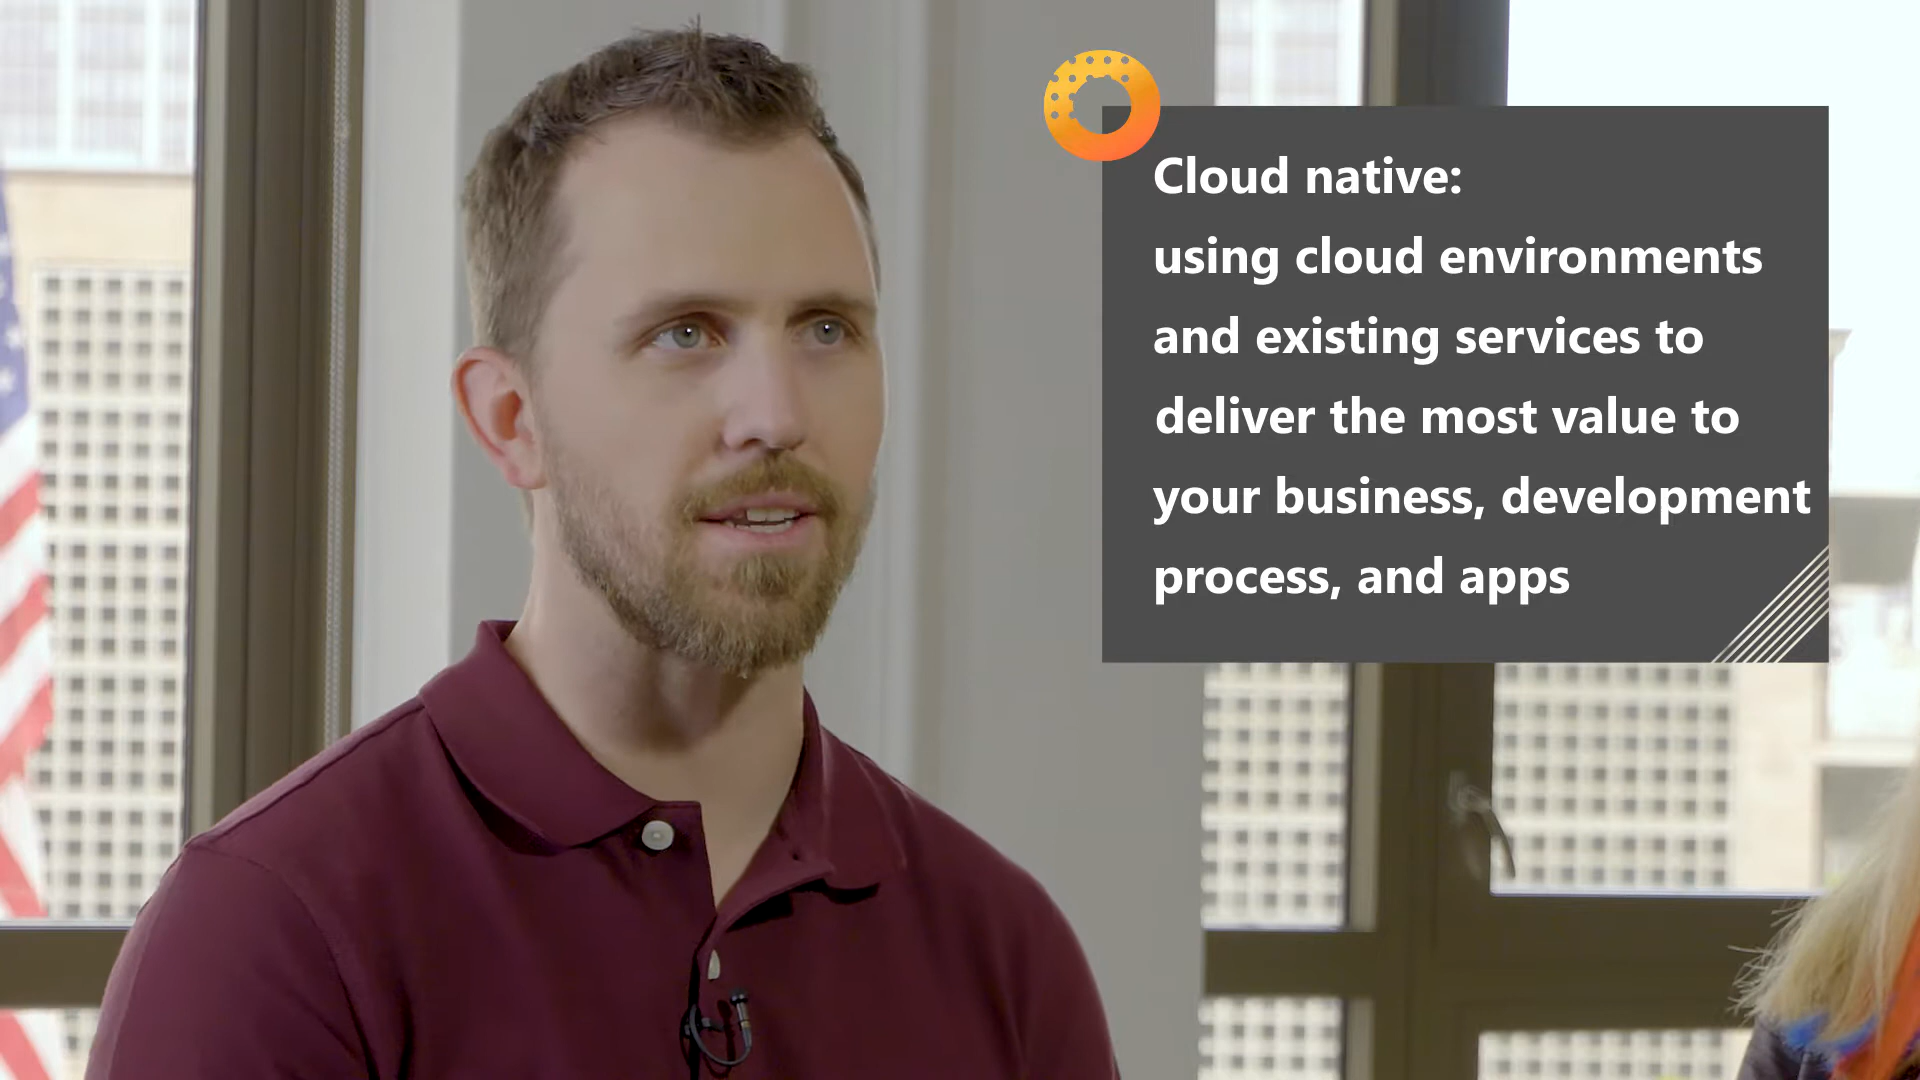 Cloud native:
using cloud environments
and existing services to
deliver the most value to
your business, development
process, and apps